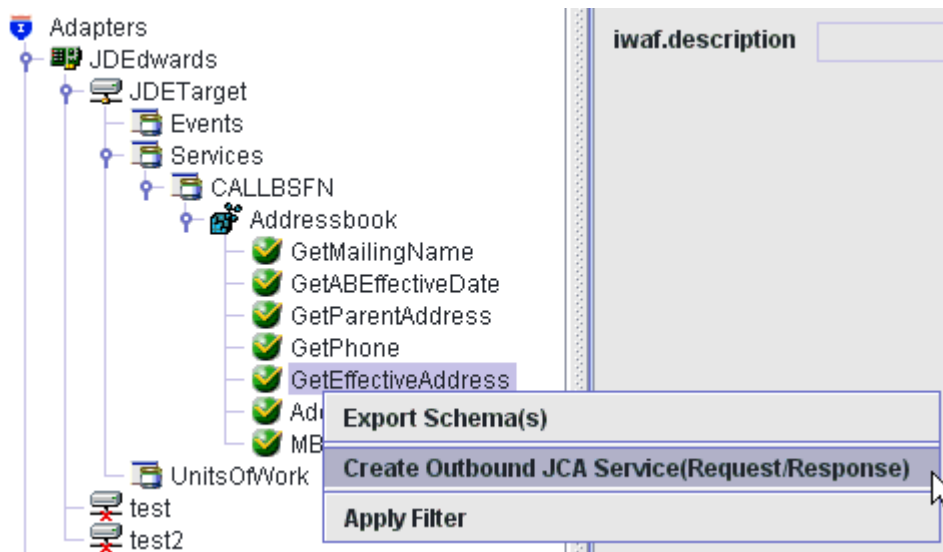 Adapters
JDEdwards
JDETarget
Events
Services
CALLBSFN
Addressbook
GetMailingName
GetABEffectiveDate
GetParentAddress
GetPhone
GetEffectiveAddress
UnitsOfWork
test
test2
iwaf.description
Export Schema(s)
Create Outbound JCA Service(Request/Response)
Apply Filter